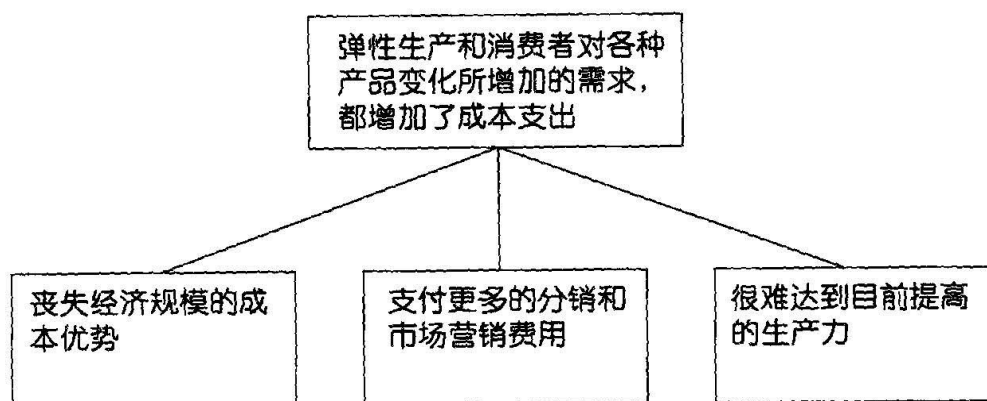 弹性生产和消费者对各种
产品变化所增加的需求，
都增加了成本支出
丧失经济规模的成
本优势
支付更多的分销和
市场营销费用
很难达到目前提高
的生产力